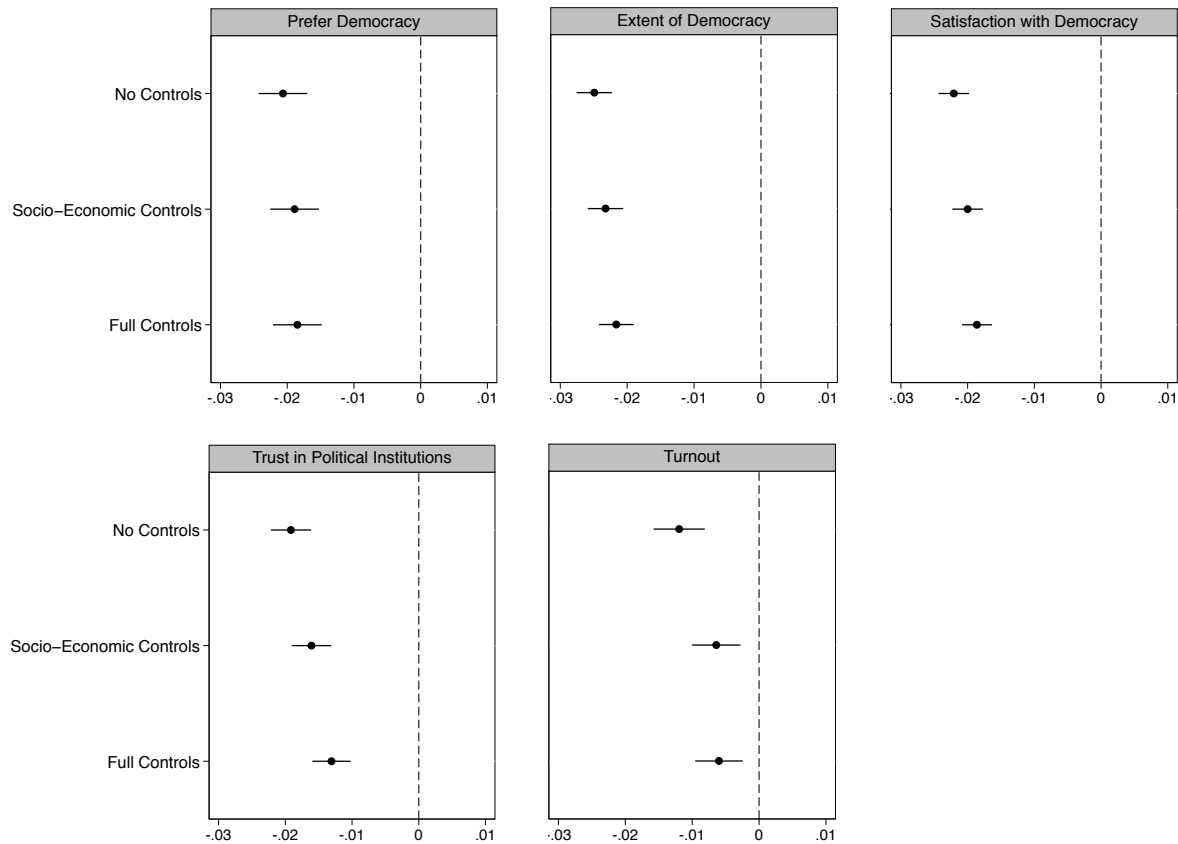 Prefer Democracy
Extent of Democracy
Satisfaction with Democracy
No Controls
Socio−Economic Controls
Full Controls
-.03 -.02 -.01 0 .01
-.03 -.02 -.01 0 .01
-.03 -.02 -.01 0 .01
Trust in Political Institutions
Turnout
No Controls
Socio−Economic Controls
Full Controls
-.03 -.02 -.01 0 .01
-.03 -.02 -.01 0 .01